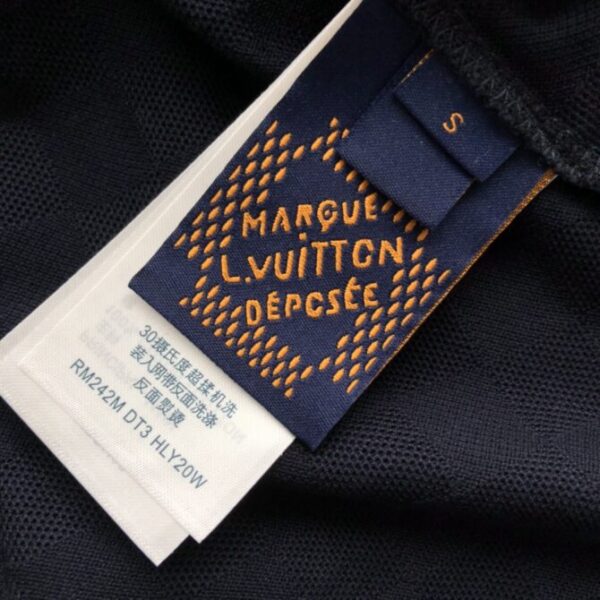 S
MARQUE
L.VUITTON
DÉPOSÉE
30摄氏度超揉机洗
装入网带反面洗涤
反面熨烫
RM242M DT3 HLY20W